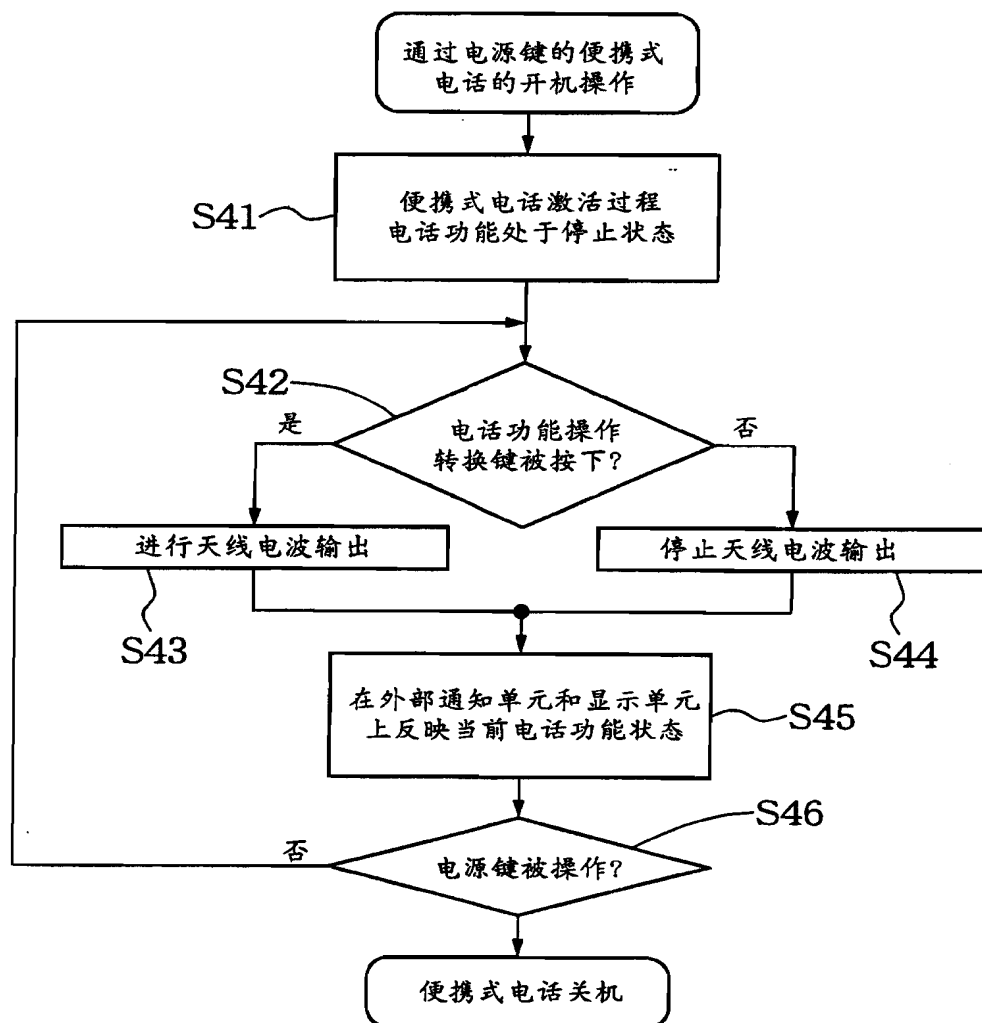 通过电源键的便携式
电话的开机操作
S41
便携式电话激活过程
电话功能处于停止状态
S42
是
电话功能操作
转换键被按下?
否
进行天线电波输出
停止天线电波输出
S43
S44
在外部通知单元和显示单元
上反映当前电话功能状态
S45
S46
否
电源键被操作?
便携式电话关机